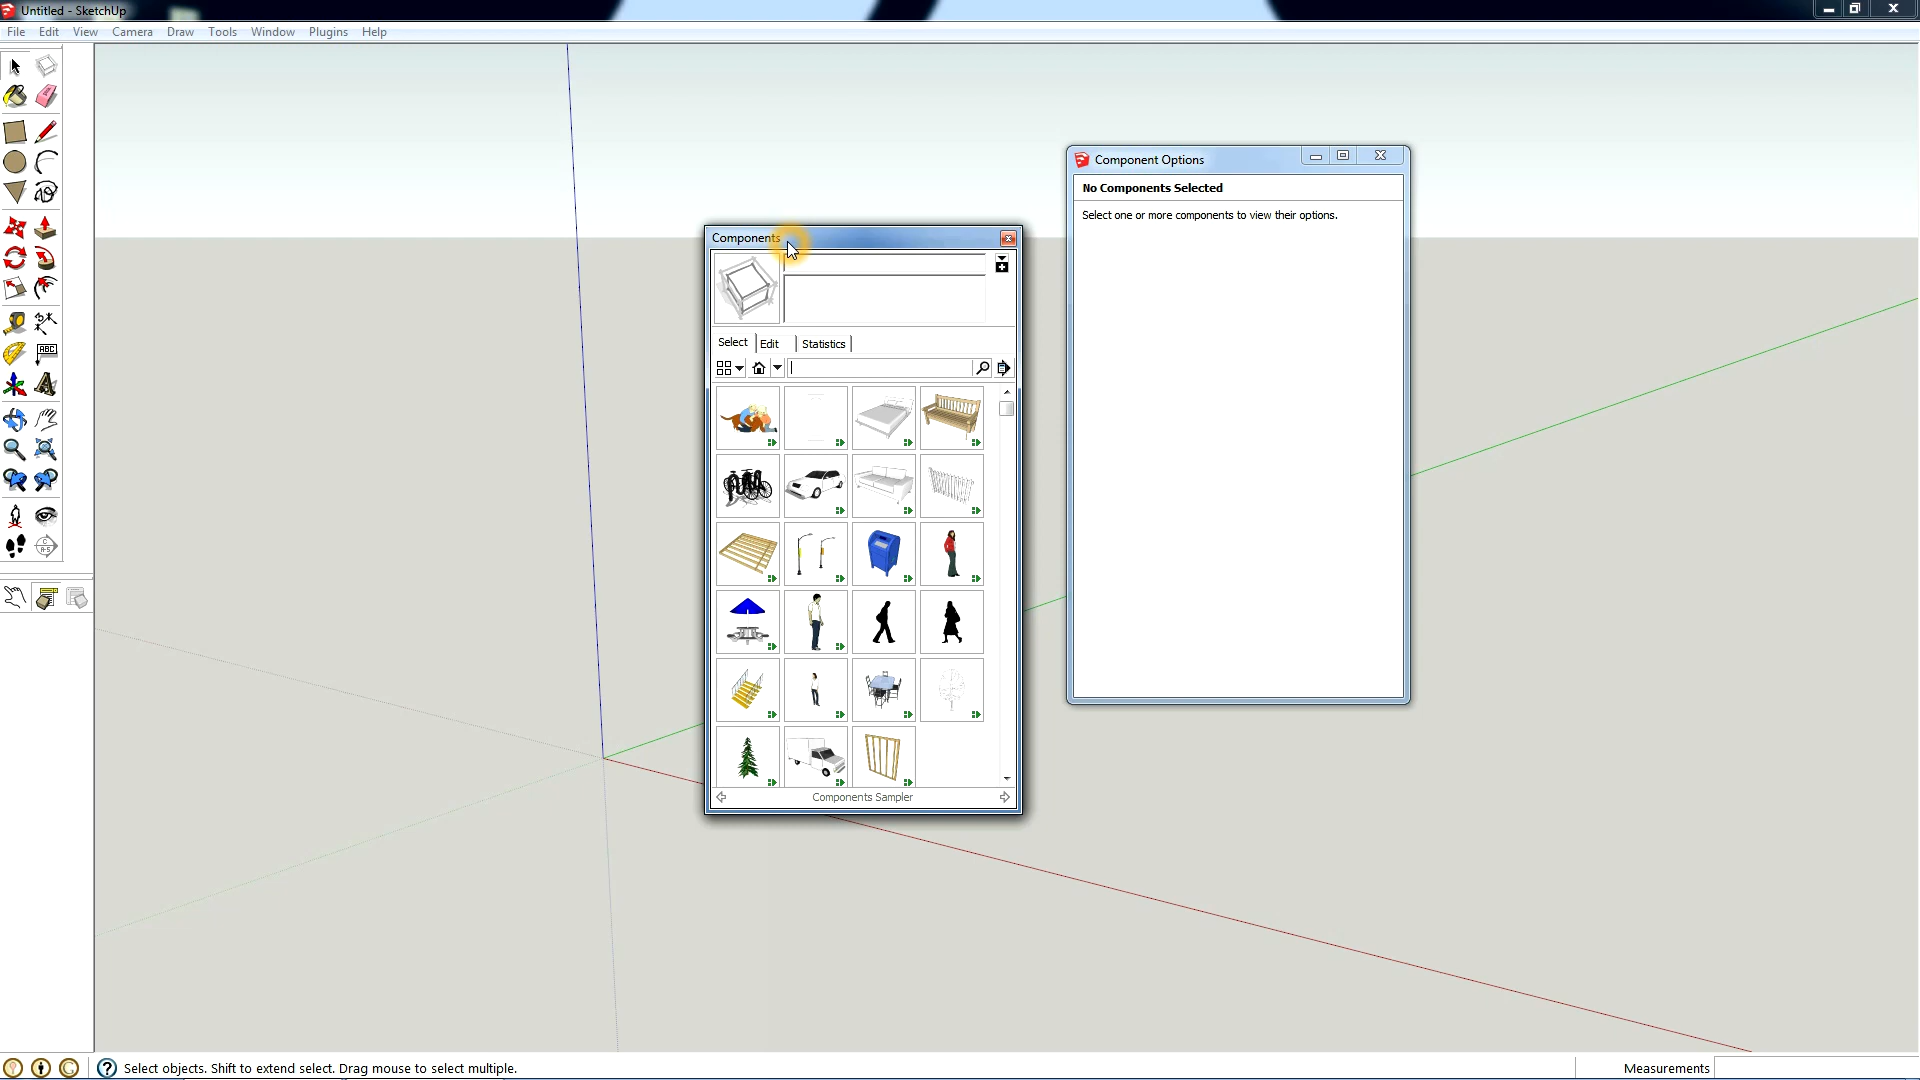 Untitled - SketchUp
File Edit View Camera Draw Tools Window Plugins Help
Component Options
No Components Selected
Select one or more components to view their options.
Components
Select Edit Statistics
ABC
Components Sampler
Select objects. Shift to extend select. Drag mouse to select multiple.
Measurements